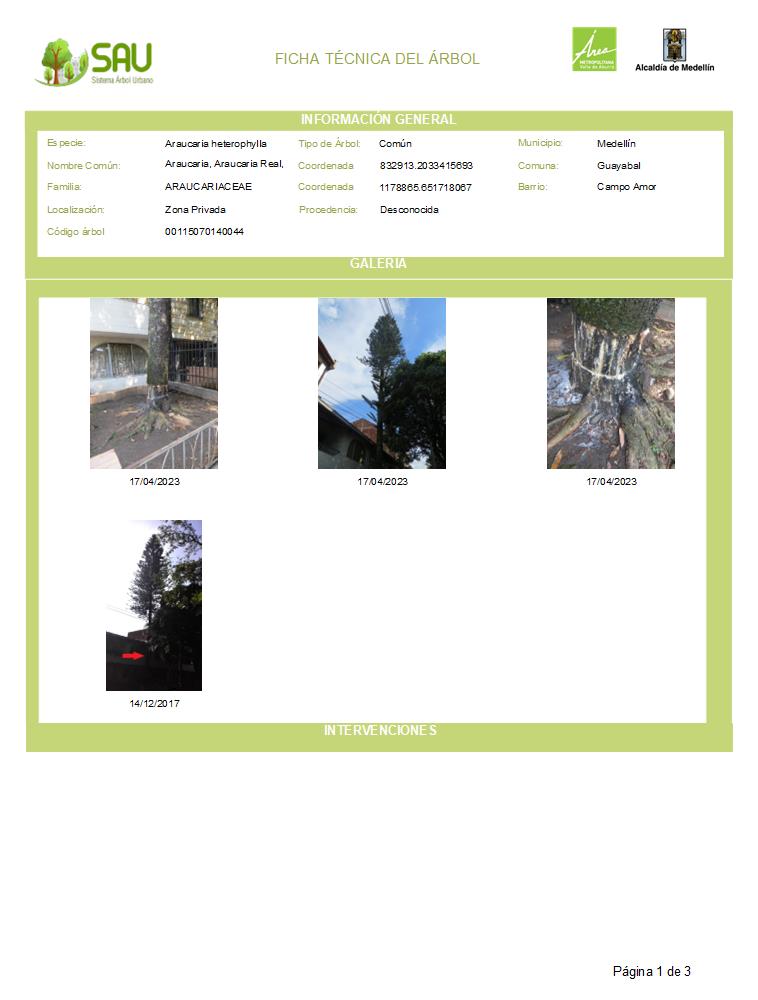 SAU
Sistema Árbol Urbano
FICHA TÉCNICA DEL ÁRBOL
Área
METROPOLITANA
Valle de Aburrá
Alcaldía de Medellín
INFORMACIÓN GENERAL
Especie: Araucaria heterophylla Tipo de Árbol: Común Municipio: Medellín
Nombre Común: Araucaria, Araucaria Real, Coordenada 832913.2033415693 Comuna: Guayabal
Familia: ARAUCARIACEAE Coordenada 1178865.651718067 Barrio: Campo Amor
Localización: Zona Privada Procedencia: Desconocida
Código árbol 00115070140044
GALERIA
17/04/2023 17/04/2023 17/04/2023
14/12/2017
INTERVENCIONES
Página 1 de 3